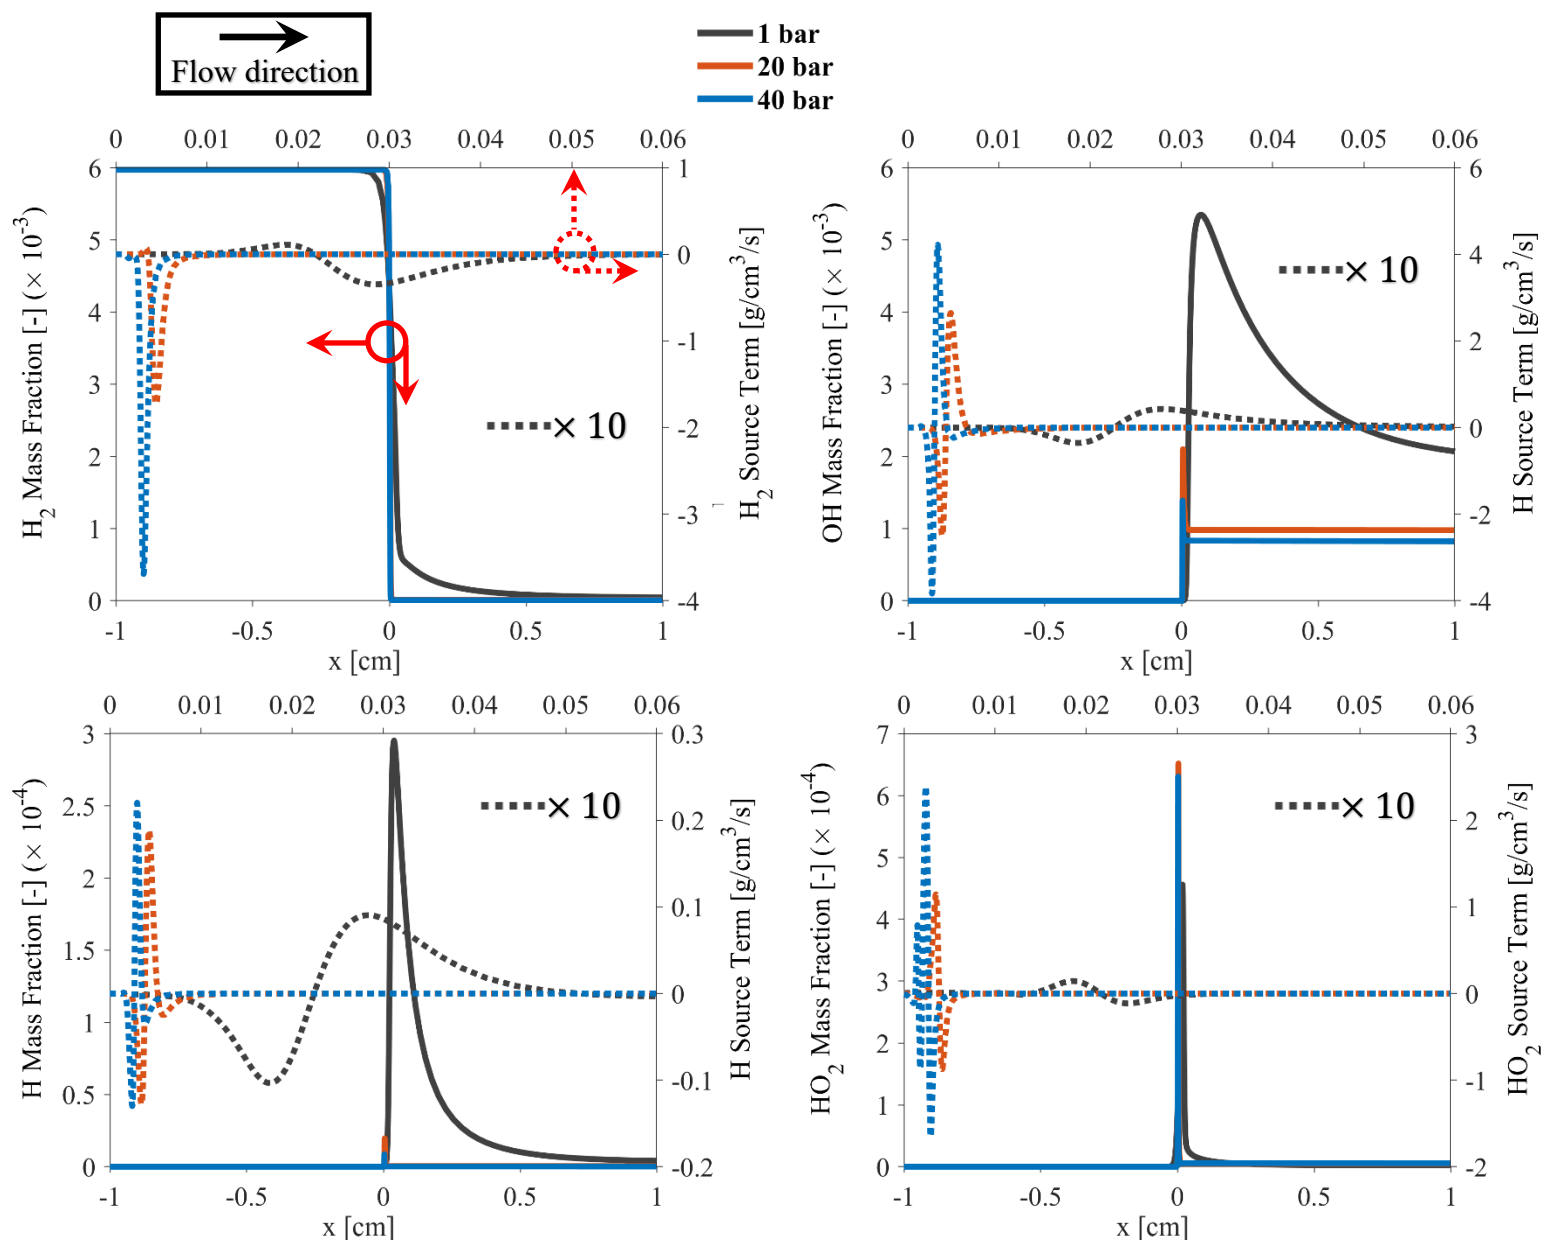 Flow direction
1 bar
20 bar
40 bar
0 0.01 0.02 0.03 0.04 0.05 0.06
6 5 4 3 2 1 0
H2 Mass Fraction [-] (× 10-3)
1 0 -1 -2 -3 -4
H2 Source Term [g/cm3/s]
× 10
-1 -0.5 0 0.5 1
x [cm]
0 0.01 0.02 0.03 0.04 0.05 0.06
6 5 4 3 2 1 0
OH Mass Fraction [-] (× 10-3)
6 4 2 0 -2 -4
H Source Term [g/cm3/s]
× 10
-1 -0.5 0 0.5 1
x [cm]
0 0.01 0.02 0.03 0.04 0.05 0.06
3 2.5 2 1.5 1 0.5 0
H Mass Fraction [-] (× 10-4)
0.3 0.2 0.1 0 -0.1 -0.2
H Source Term [g/cm3/s]
× 10
-1 -0.5 0 0.5 1
x [cm]
0 0.01 0.02 0.03 0.04 0.05 0.06
7 6 5 4 3 2 1 0
HO2 Mass Fraction [-] (× 10-4)
3 2 1 0 -1 -2
HO2 Source Term [g/cm3/s]
× 10
-1 -0.5 0 0.5 1
x [cm]